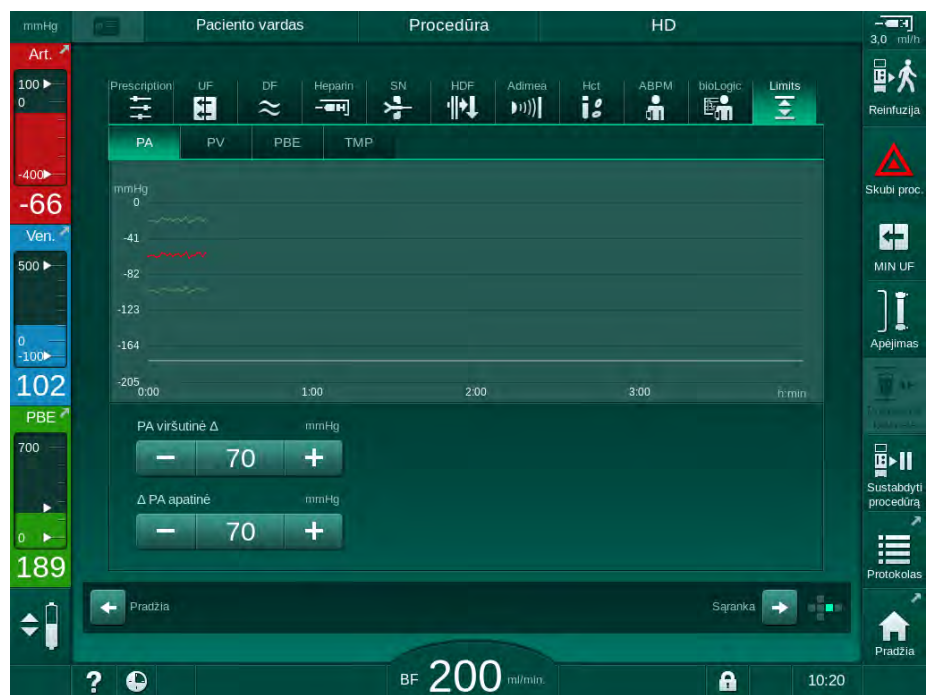 mmHg
Paciento vardas
Procedūra
HD
3,0 ml/h
Art.
100
0
-400
-66
Ven.
500
0
-100
102
PBE
700
0
189
Prescription
UF
DF
Heparin
SN
HDF
Adimea
Hct
ABPM
bioLogic
Limits
PA
PV
PBE
TMP
mmHg
0
-41
-82
-123
-164
-205
0:00
1:00
2:00
3:00
h:min
PA viršutinė Δ
mmHg
− 70 +
Δ PA apatinė
mmHg
− 70 +
Pradžia
Sąranka
Reinfuzija
Skubi proc.
MIN UF
Apėjimas
Sustabdyti
procedūrą
Protokolas
Pradžia
?
BF 200 ml/min.
10:20